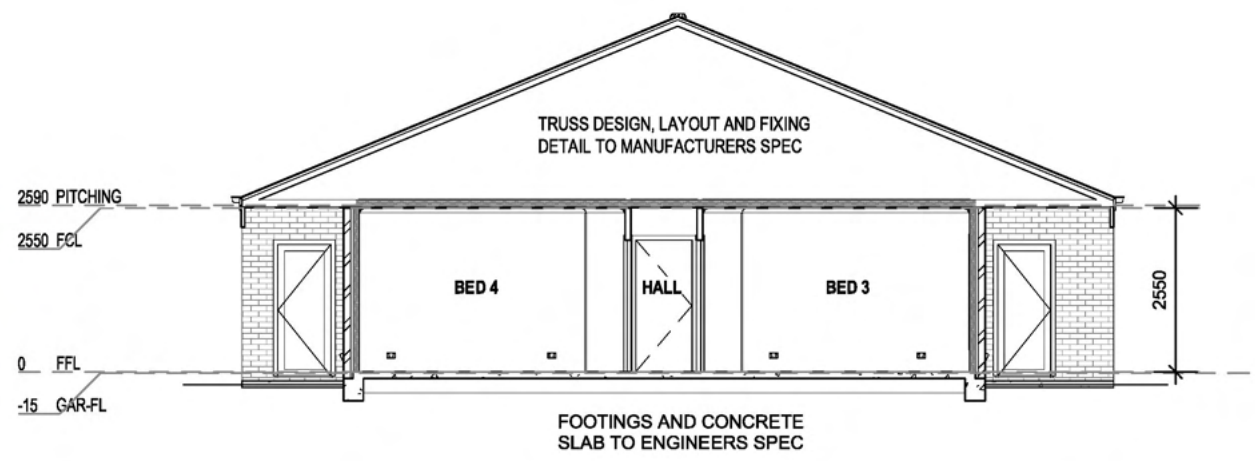 TRUSS DESIGN, LAYOUT AND FIXING
DETAIL TO MANUFACTURERS SPEC
2590 PITCHING
2550 FCL
BED 4
HALL
BED 3
2550
0 FFL
-15 GAR-FL
FOOTINGS AND CONCRETE
SLAB TO ENGINEERS SPEC